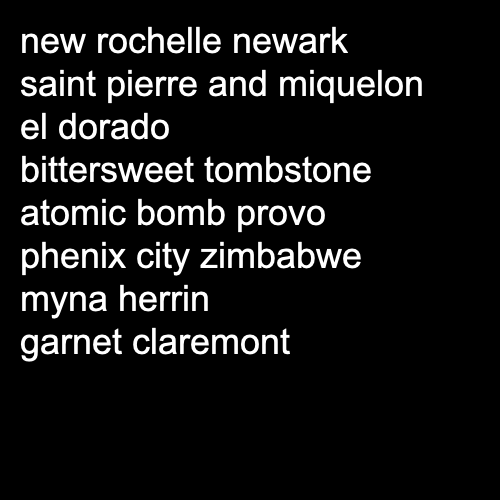 new rochelle newark
saint pierre and miquelon
el dorado
bittersweet tombstone
atomic bomb provo
phenix city zimbabwe
myna herrin
garnet claremont